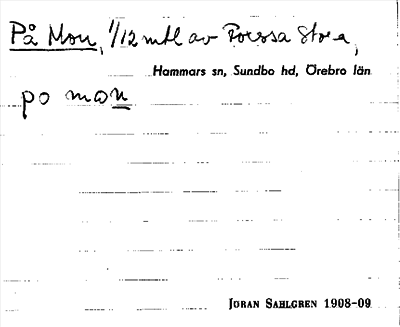 På Mon, 1/12 mtl av Forssa Stora,
Hammars sn, Sundbo hd, Örebro län
po mon
JORAN SAHLGREN 1908-09